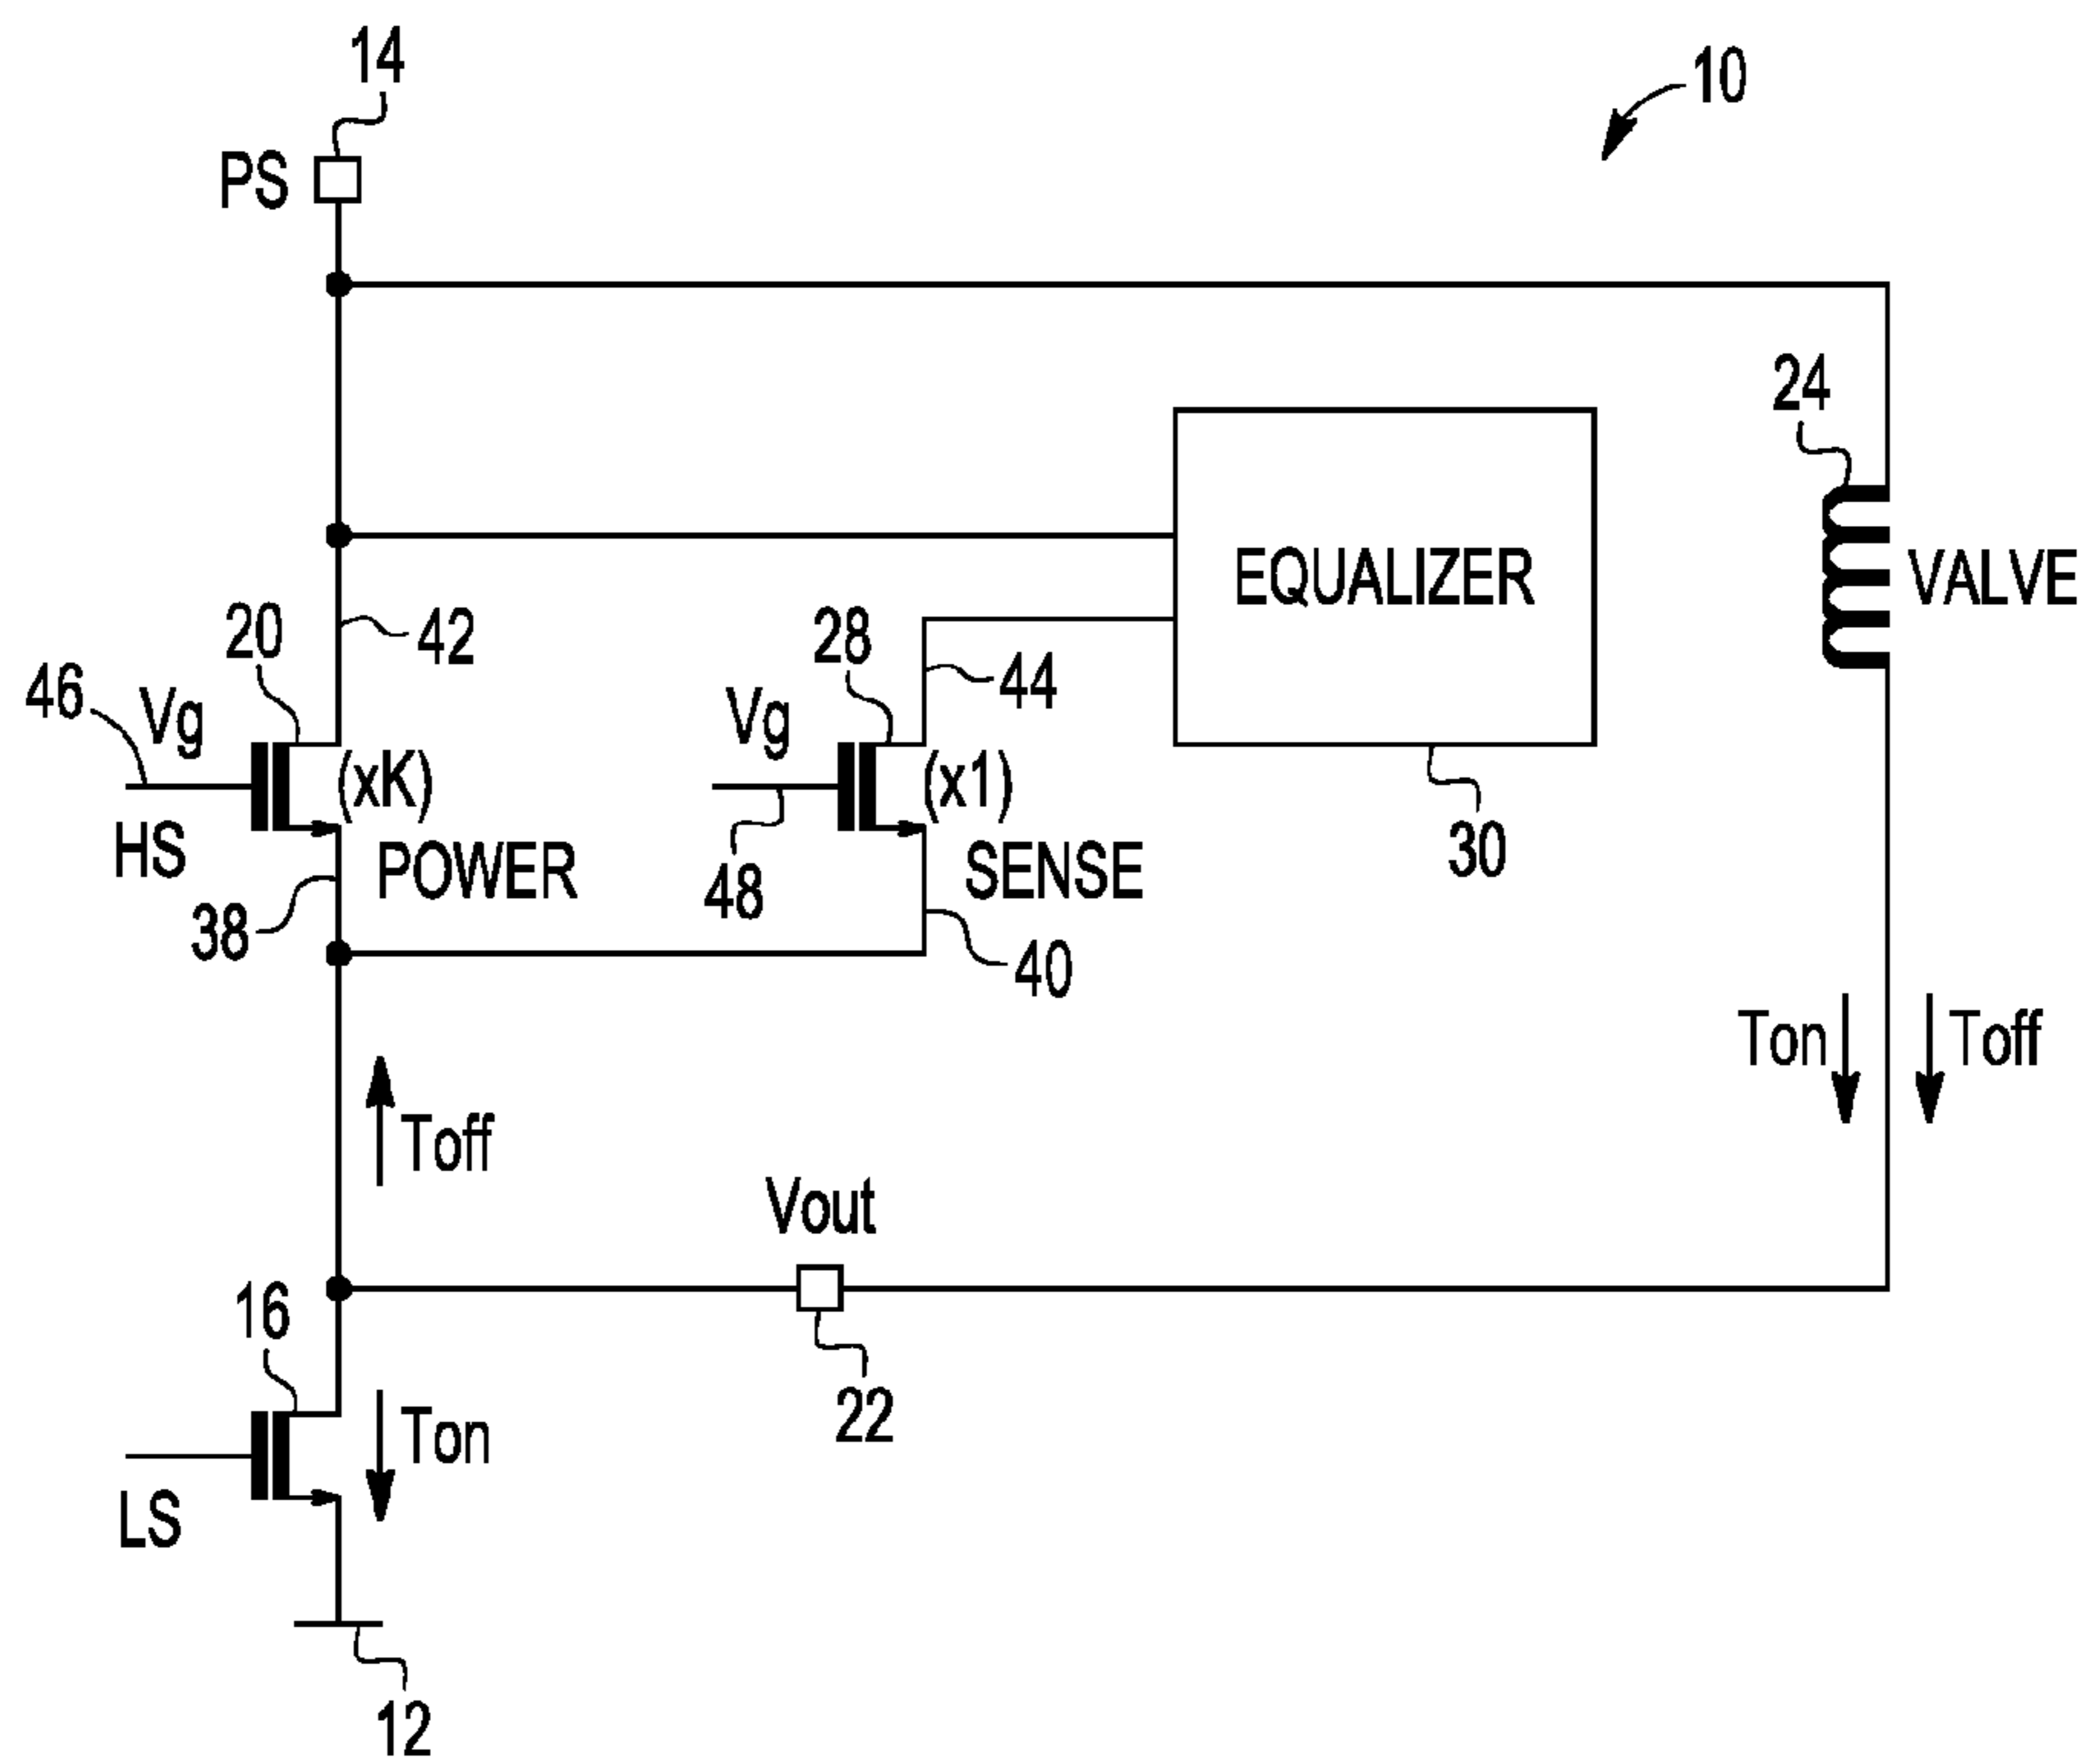 14
10
PS
24
EQUALIZER
VALVE
20
42
28
44
46
Vg
Vg
(xK)
(x1)
HS
POWER
48
SENSE
30
38
40
Ton
Toff
Toff
Vout
16
22
Ton
LS
12